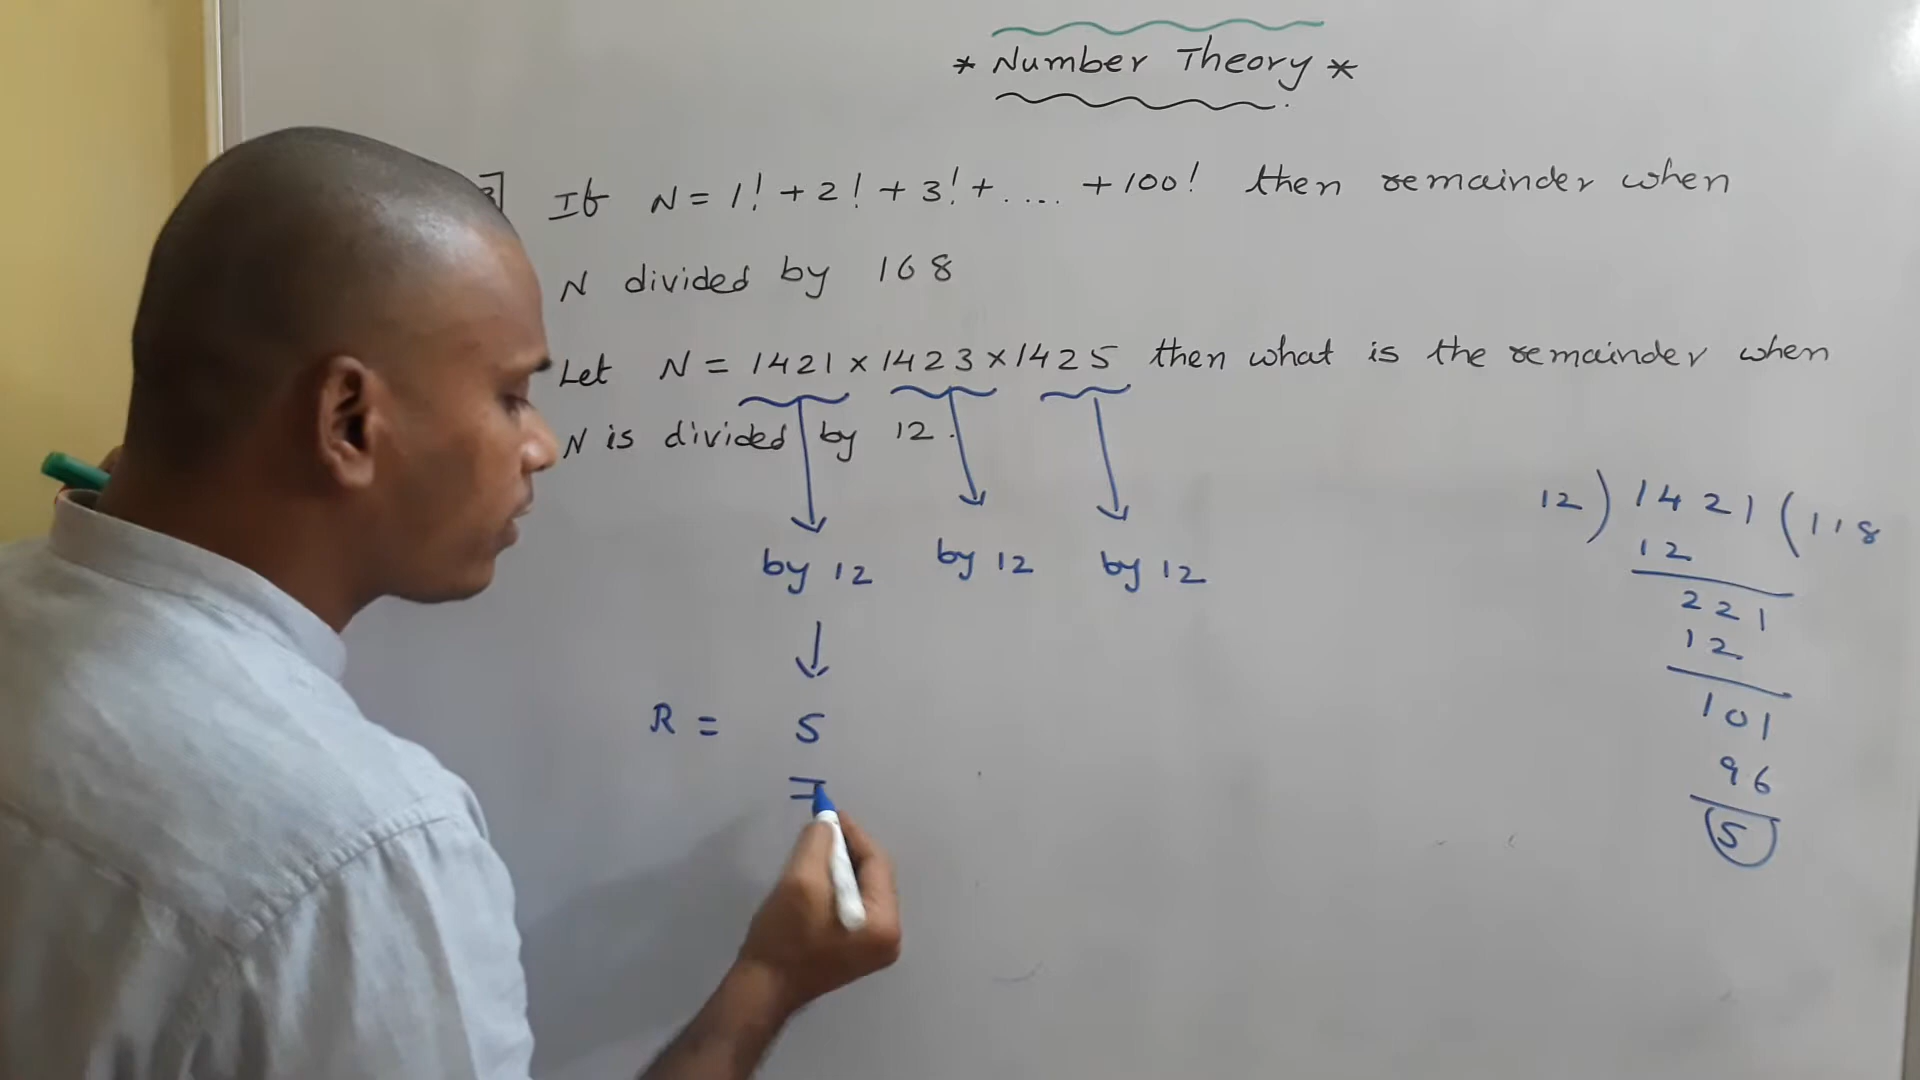 * Number Theory *
3] If N = 1! + 2! + 3! + .... + 100! then remainder when
N divided by 168
Let N = 1421 × 1423 × 1425 then what is the remainder when
N is divided by 12.
by 12 by 12 by 12
R = 5
12 ) 1421 ( 118
12
221
12
101
96
5